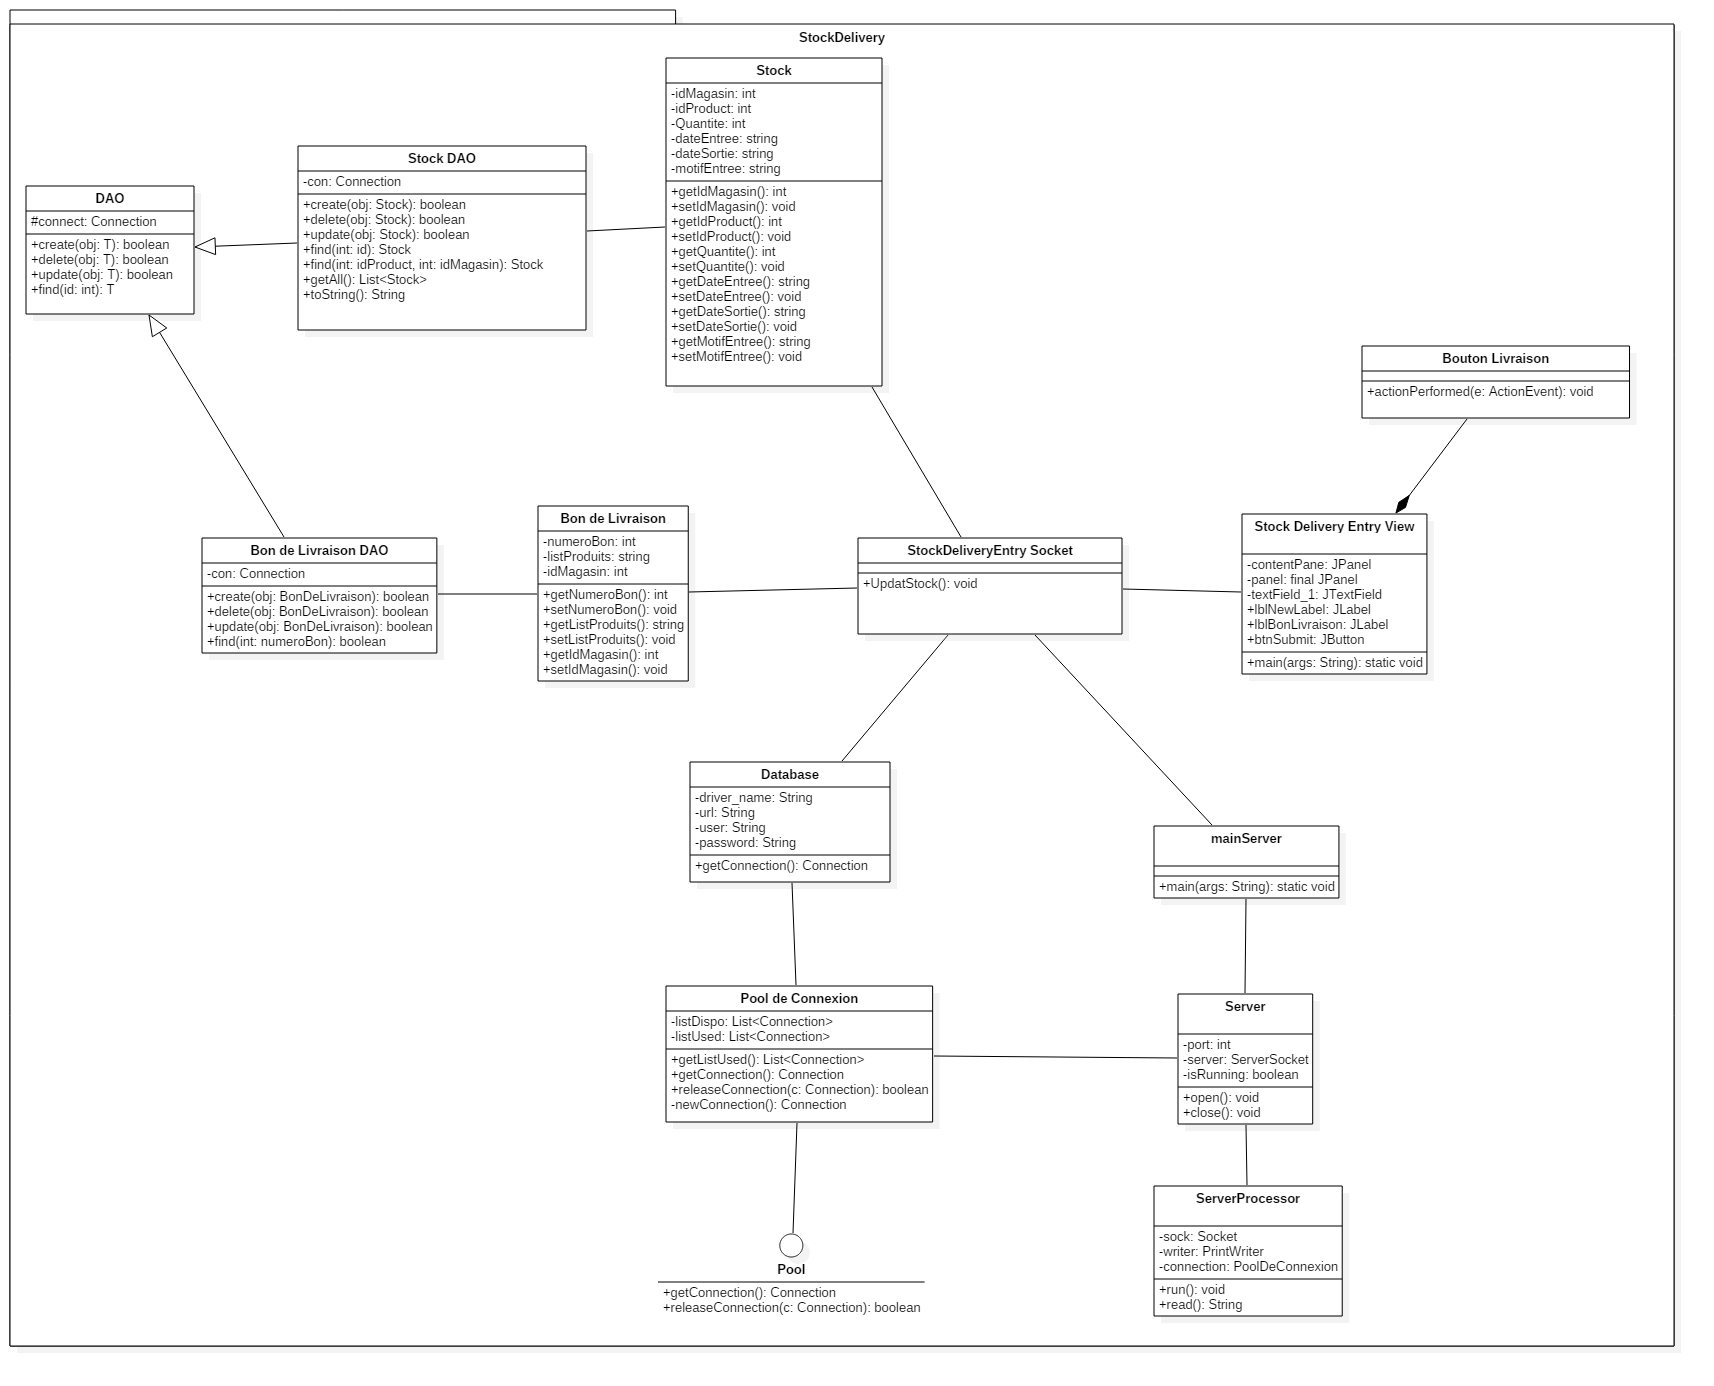 StockDelivery
Stock
-idMagasin: int
-idProduct: int
-Quantite: int
-dateEntree: string
-dateSortie: string
-motifEntree: string
+getIdMagasin(): int
+setIdMagasin(): void
+getIdProduct(): int
+setIdProduct(): void
+getQuantite(): int
+setQuantite(): void
+getDateEntree(): string
+setDateEntree(): void
+getDateSortie(): string
+setDateSortie(): void
+getMotifEntree(): string
+setMotifEntree(): void
Stock DAO
-con: Connection
+create(obj: Stock): boolean
+delete(obj: Stock): boolean
+update(obj: Stock): boolean
+find(int: id): Stock
+find(int: idProduct, int: idMagasin): Stock
+getAll(): List<Stock>
+toString(): String
DAO
#connect: Connection
+create(obj: T): boolean
+delete(obj: T): boolean
+update(obj: T): boolean
+find(id: int): T
Bouton Livraison
+actionPerformed(e: ActionEvent): void
Bon de Livraison DAO
-con: Connection
+create(obj: BonDeLivraison): boolean
+delete(obj: BonDeLivraison): boolean
+update(obj: BonDeLivraison): boolean
+find(int: numeroBon): boolean
Bon de Livraison
-numeroBon: int
-listProduits: string
-idMagasin: int
+getNumeroBon(): int
+setNumeroBon(): void
+getListProduits(): string
+setListProduits(): void
+getIdMagasin(): int
+setIdMagasin(): void
StockDeliveryEntry Socket
+UpdatStock(): void
Stock Delivery Entry View
-contentPane: JPanel
-panel: final JPanel
-textField_1: JTextField
+lblNewLabel: JLabel
+lblBonLivraison: JLabel
+btnSubmit: JButton
+main(args: String): static void
Database
-driver_name: String
-url: String
-user: String
-password: String
+getConnection(): Connection
mainServer
+main(args: String): static void
Pool de Connexion
-listDispo: List<Connection>
-listUsed: List<Connection>
+getListUsed(): List<Connection>
+getConnection(): Connection
+releaseConnection(c: Connection): boolean
-newConnection(): Connection
Server
-port: int
-server: ServerSocket
-isRunning: boolean
+open(): void
+close(): void
ServerProcessor
-sock: Socket
-writer: PrintWriter
-connection: PoolDeConnexion
+run(): void
+read(): String
Pool
+getConnection(): Connection
+releaseConnection(c: Connection): boolean